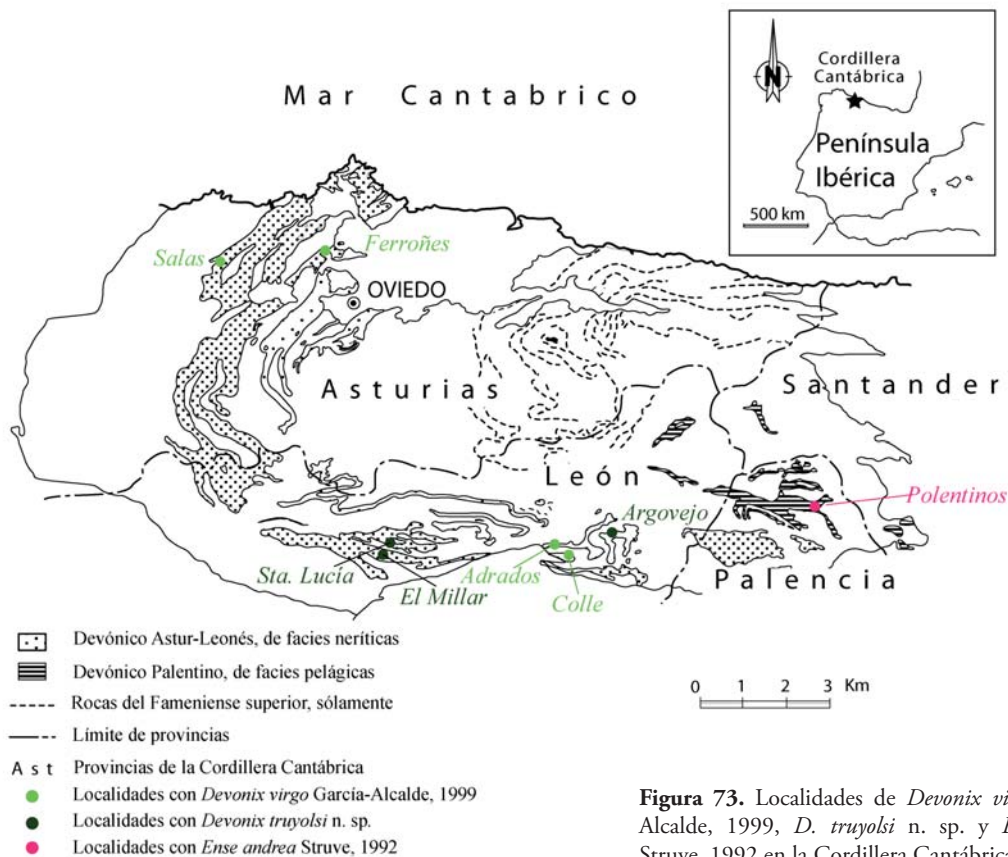 Mar Cantabrico
N
Cordillera
Cantábrica
Península
Ibérica
500 km
Salas
Ferroñes
OVIEDO
Asturias
Santander
León
Polentinos
Argovejo
Sta. Lucía
Adrados
El Millar
Colle
Palencia
Devónico Astur-Leonés, de facies neríticas
Devónico Palentino, de facies pelágicas
Rocas del Fameniense superior, sólamente
Límite de provincias
Ast Provincias de la Cordillera Cantábrica
Localidades con Devonix virgo García-Alcalde, 1999
Localidades con Devonix truyolsi n. sp.
Localidades con Ense andrea Struve, 1992
0 1 2 3 Km
Figura 73. Localidades de Devonix
Alcalde, 1999, D. truyolsi n. sp. y
Struve, 1992 en la Cordillera Cantábrica